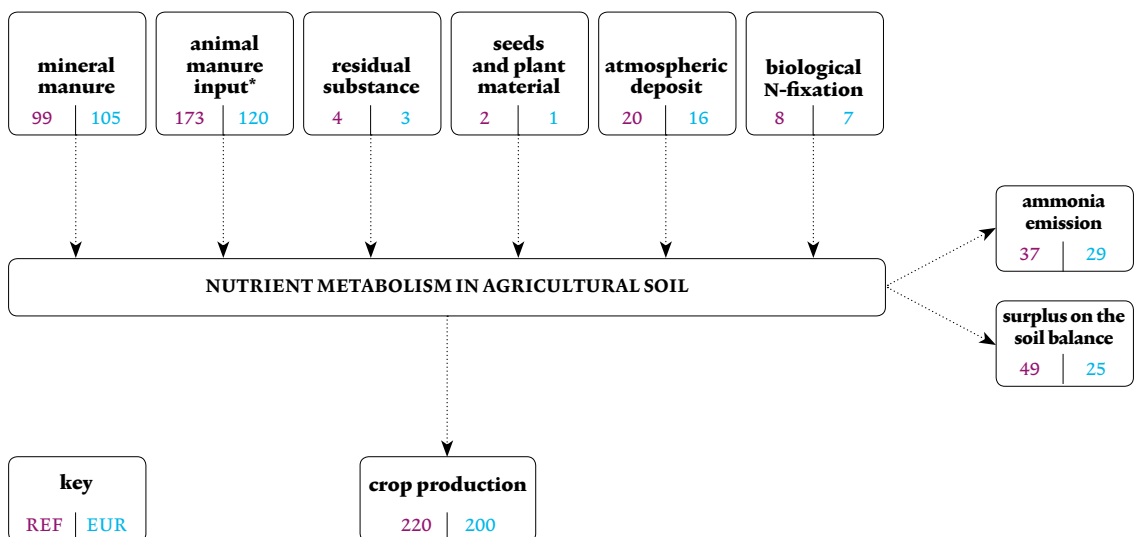 mineral
manure
99 105
animal
manure
input*
173 120
residual
substance
4 3
seeds
and plant
material
2 1
atmospheric
deposit
20 16
biological
N-fixation
8 7
NUTRIENT METABOLISM IN AGRICULTURAL SOIL
ammonia
emission
37 29
surplus on the
soil balance
49 25
key
REF EUR
crop production
220 200